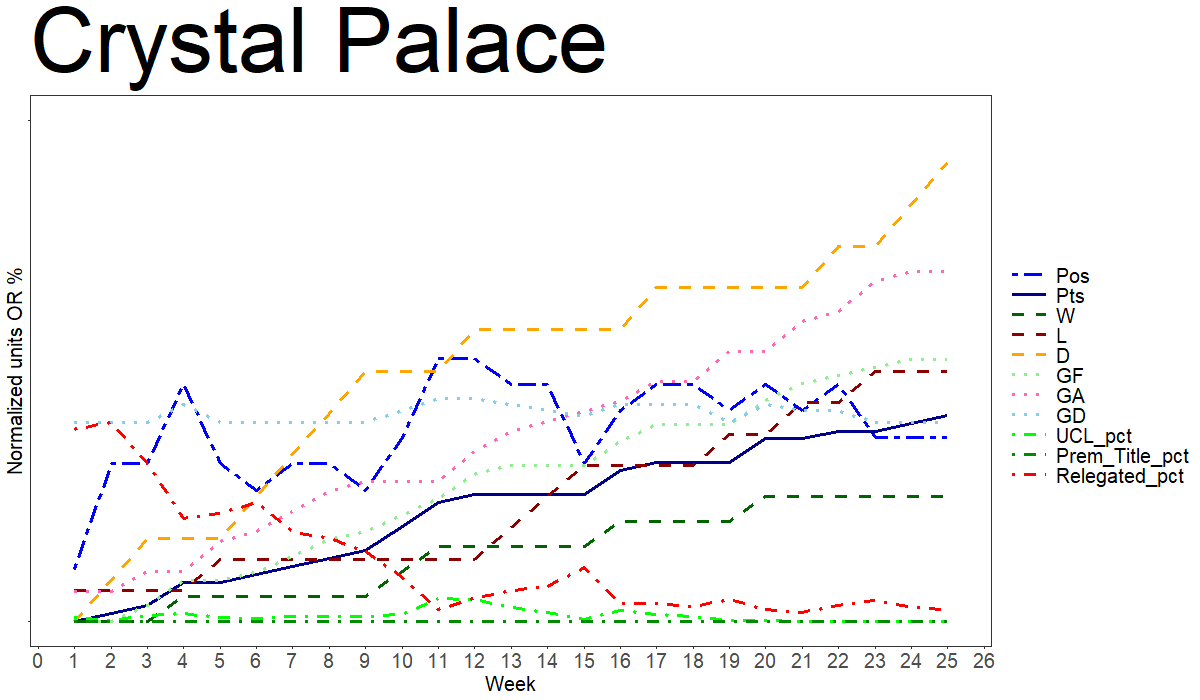 Crystal Palace
Normalized units OR %
0 1 2 3 4 5 6 7 8 9 10 11 12 13 14 15 16 17 18 19 20 21 22 23 24 25 26
Week
Pos
Pts
W
L
D
GF
GA
GD
UCL_pct
Prem_Title_pct
Relegated_pct